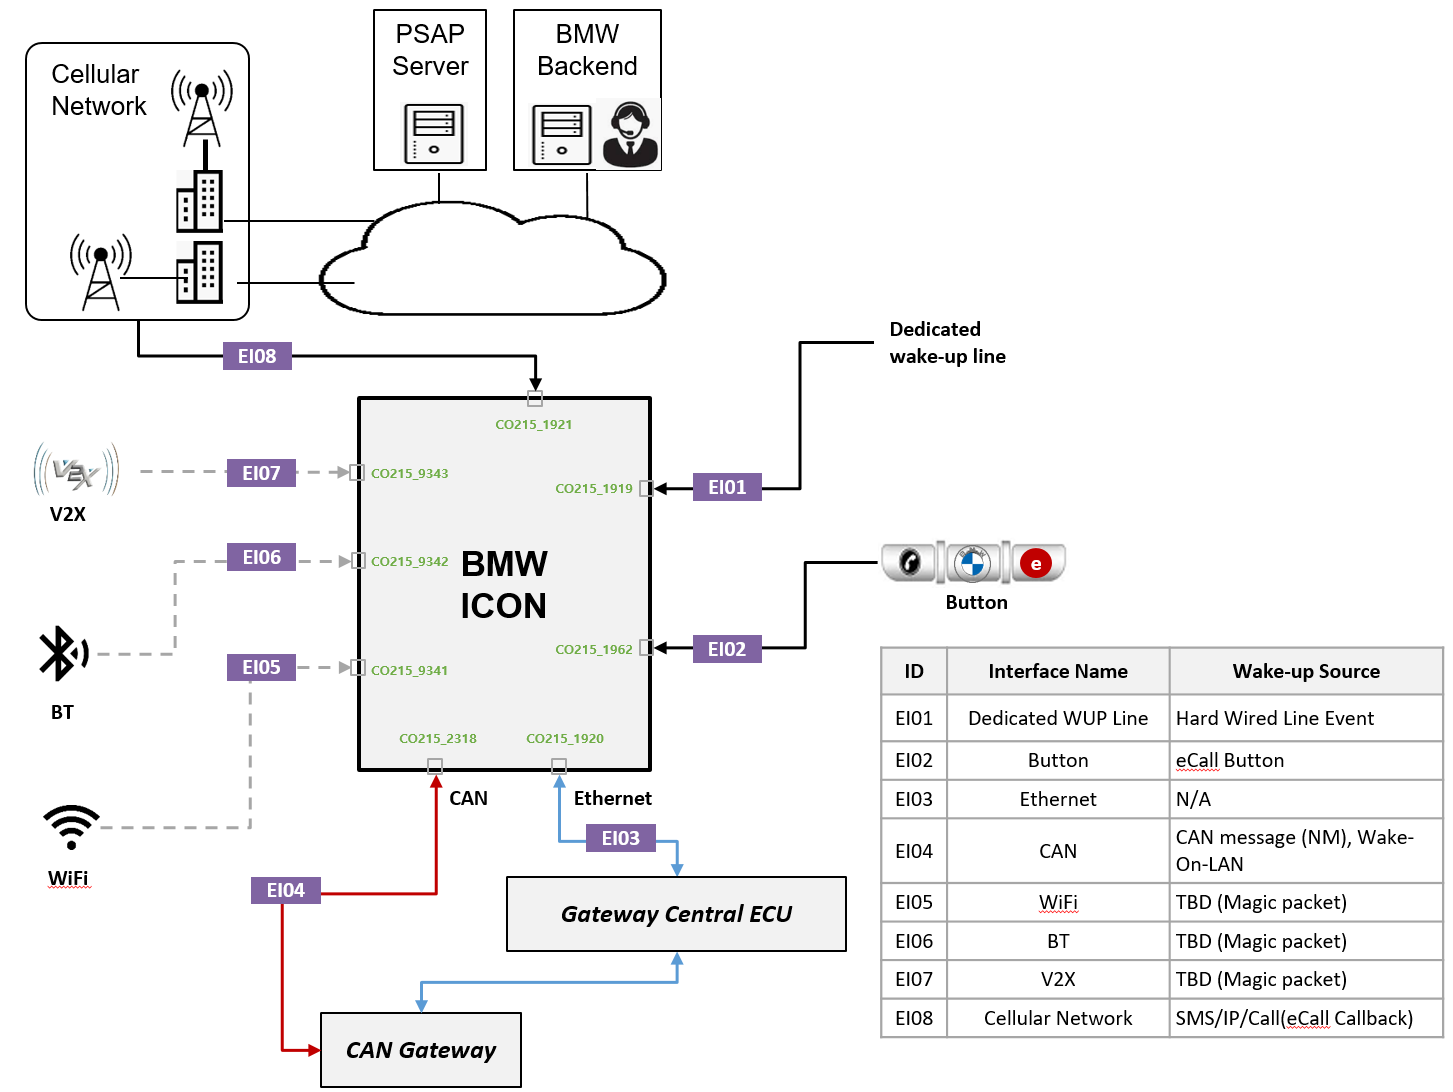 Cellular
Network
PSAP
Server
BMW
Backend
EI08
Dedicated
wake-up line
CO215_1921
V2X
EI07
CO215_9343
V2X
CO215_1919
EI01
EI06
CO215_9342
BMW
ICON
e
Button
BT
EI05
CO215_9341
CO215_1962
EI02
CO215_2318
CO215_1920
CAN
Ethernet
WiFi
EI03
EI04
Gateway Central ECU
CAN Gateway
ID Interface Name Wake-up Source
EI01 Dedicated WUP Line Hard Wired Line Event
EI02 Button eCall Button
EI03 Ethernet N/A
EI04 CAN CAN message (NM), Wake-
On-LAN
EI05 WiFi TBD (Magic packet)
EI06 BT TBD (Magic packet)
EI07 V2X TBD (Magic packet)
EI08 Cellular Network SMS/IP/Call(eCall Callback)